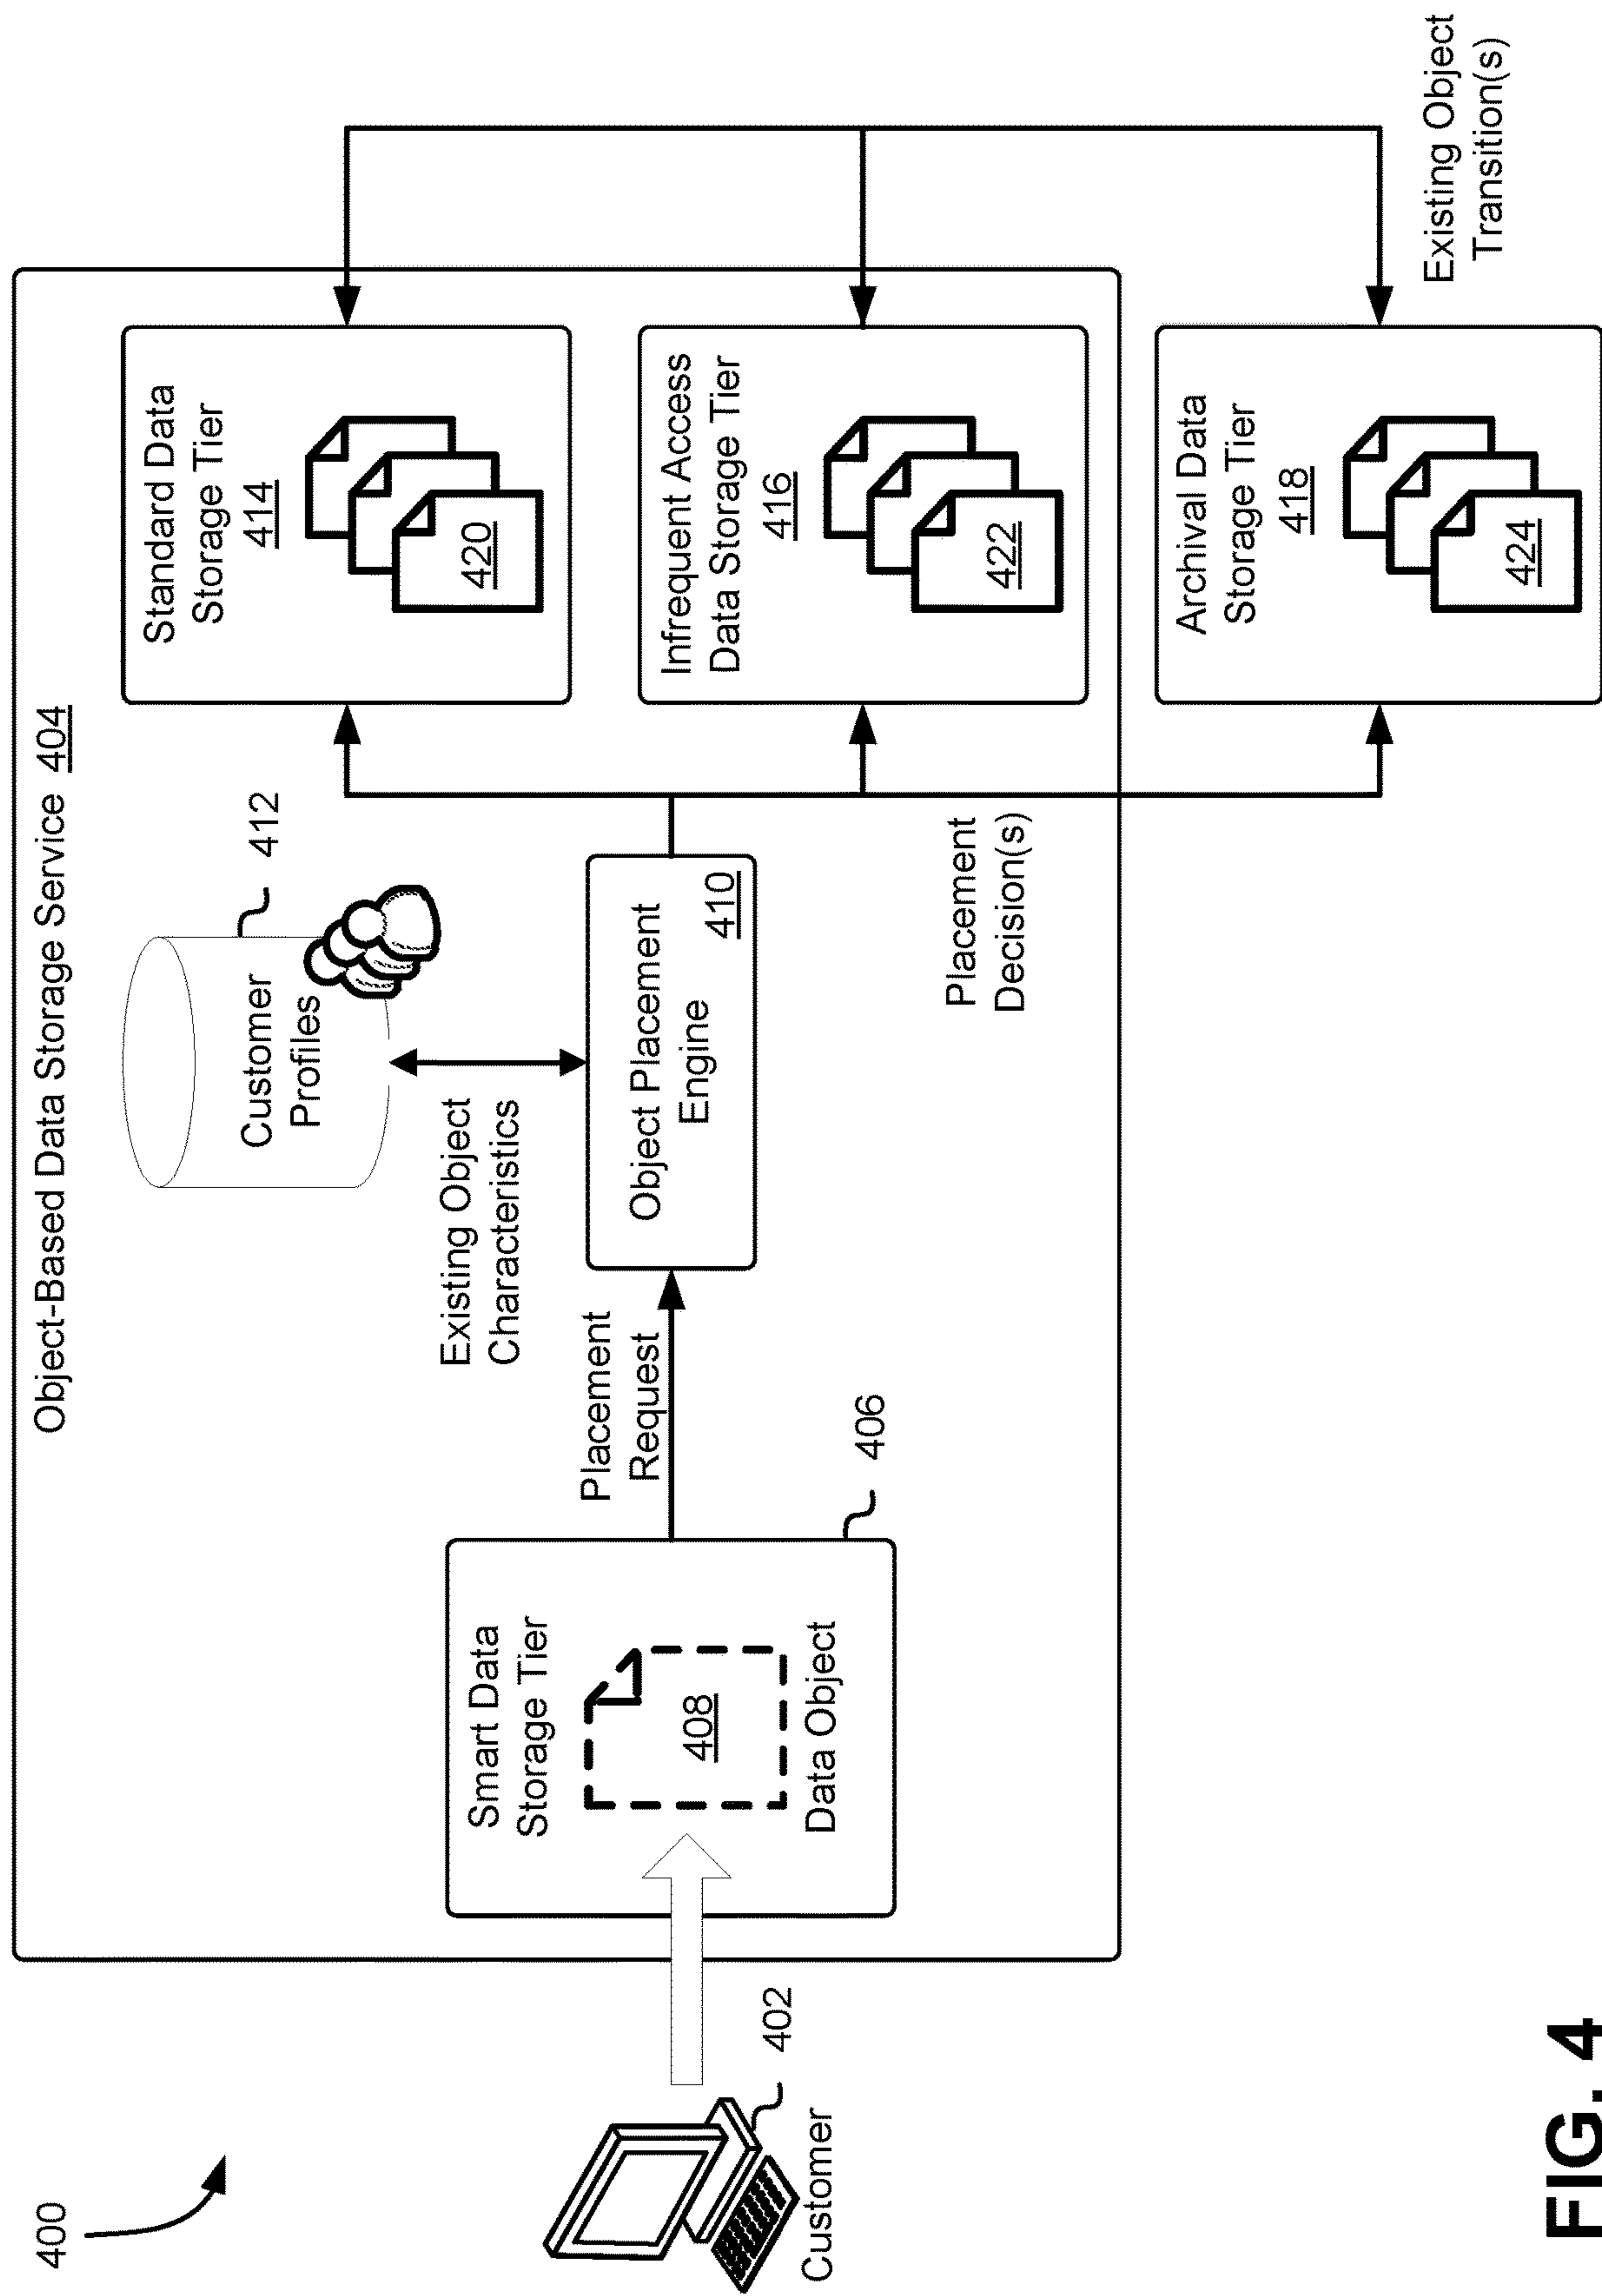 400
Object-Based Data Storage Service 404
412
Customer
Profiles
Standard Data
Storage Tier
414
420
Existing Object
Characteristics
Smart Data
Storage Tier
408
Data Object
406
Placement
Request
Object Placement
Engine
410
Infrequent Access
Data Storage Tier
416
422
402
Customer
Placement
Decision(s)
Archival Data
Storage Tier
418
424
Existing Object
Transition(s)
FIG. 4